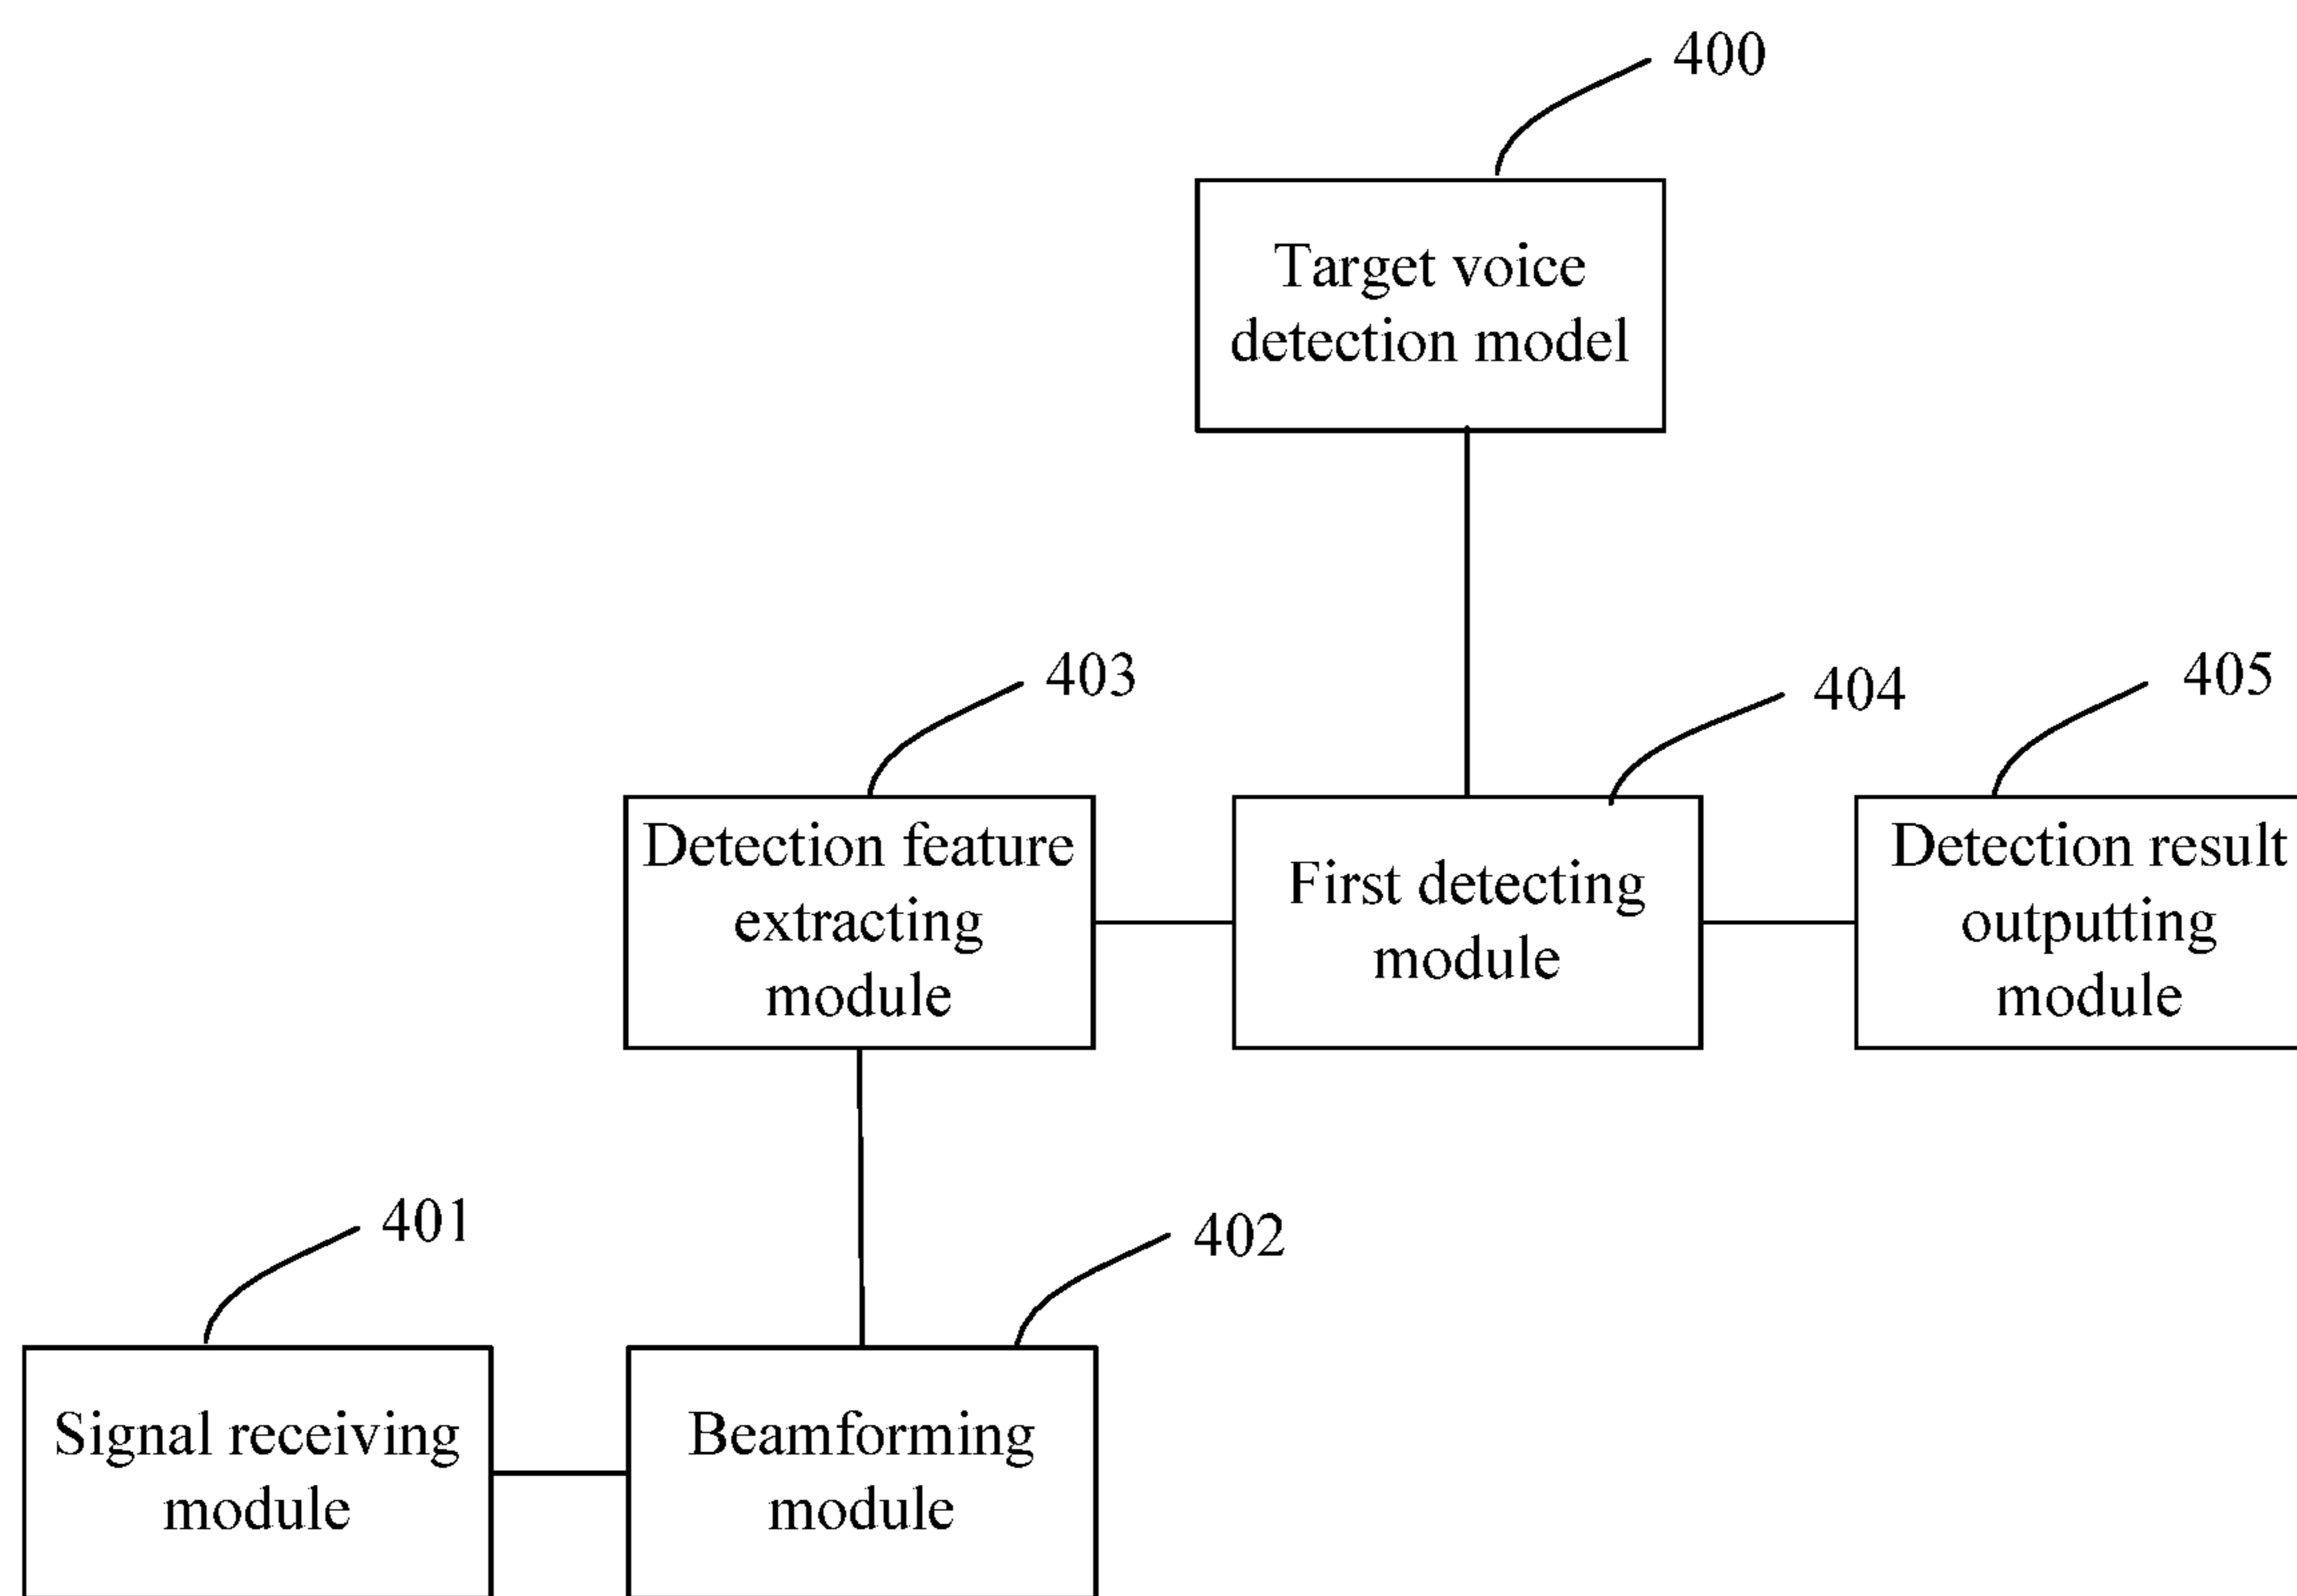 400
Target voice
detection model
403
404
405
Detection feature
extracting
module
First detecting
module
Detection result
outputting
module
401
402
Signal receiving
module
Beamforming
module